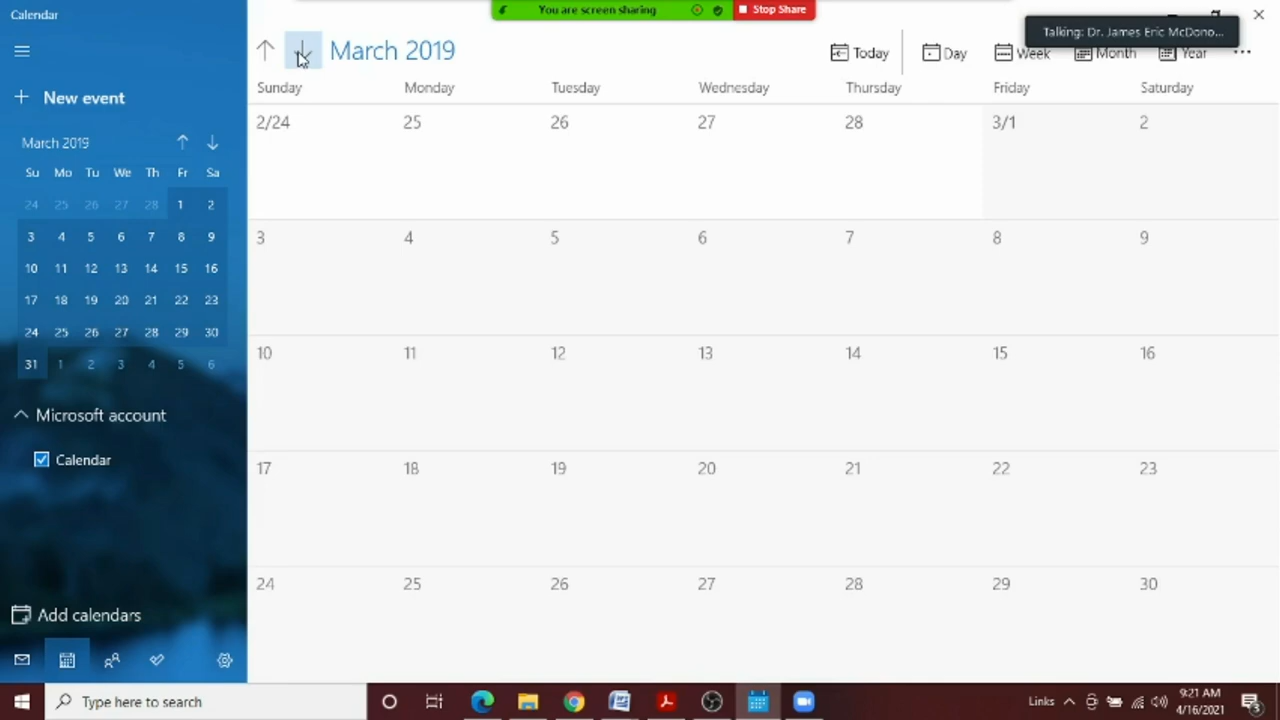 Calendar
You are screen sharing
Stop Share
Talking: Dr. James Eric McDono...
March 2019
Today
Day
Week
Month
Year
New event
Sunday Monday Tuesday Wednesday Thursday Friday Saturday
2/24 25 26 27 28 3/1 2
3 4 5 6 7 8 9
10 11 12 13 14 15 16
17 18 19 20 21 22 23
24 25 26 27 28 29 30
March 2019
Su Mo Tu We Th Fr Sa
24 25 26 27 28 1 2
3 4 5 6 7 8 9
10 11 12 13 14 15 16
17 18 19 20 21 22 23
24 25 26 27 28 29 30
31 1 2 3 4 5 6
Microsoft account
Calendar
Add calendars
Type here to search
Links
9:21 AM
4/16/2021
3